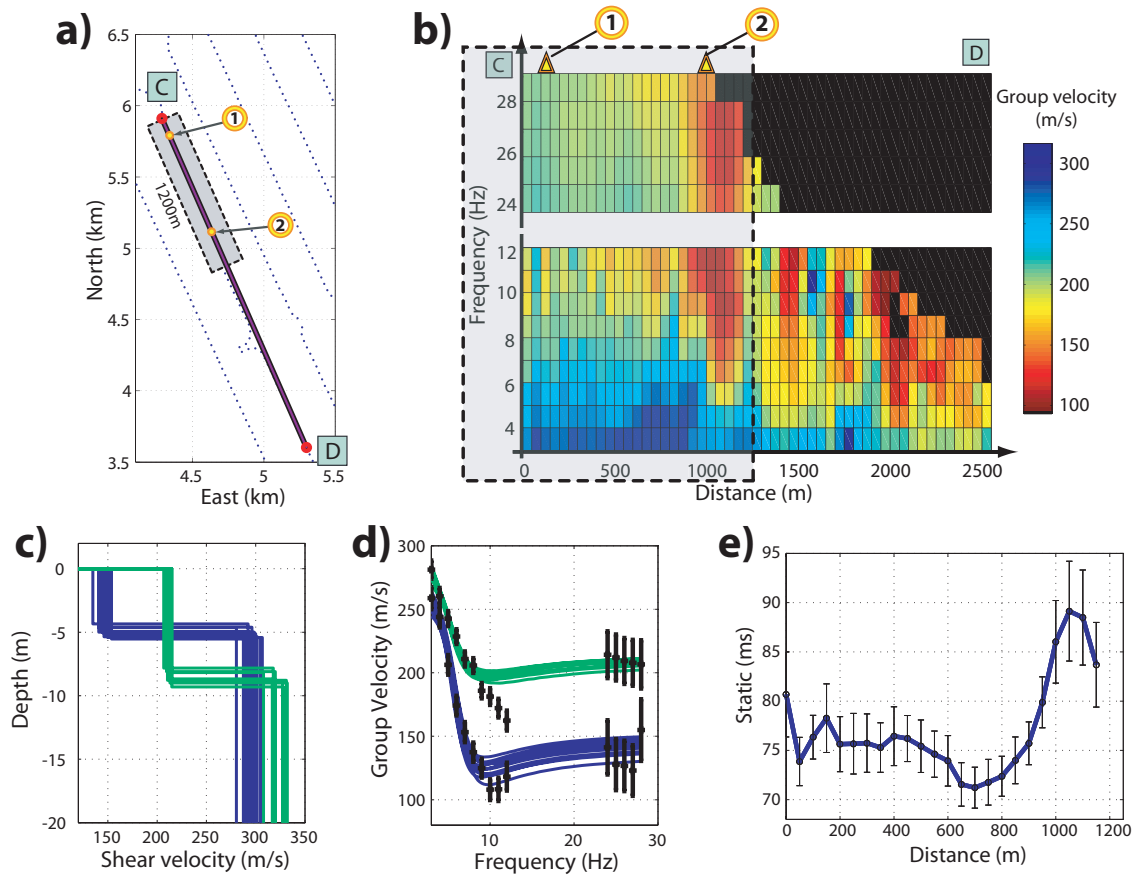 a)
6.5
6
5.5
5
4.5
4
3.5
4.5
5
5.5
North (km)
East (km)
C
D
1
2
1200m
b)
1
2
C
D
28
26
24
12
10
8
6
4
Frequency (Hz)
0
500
1000
1500
2000
2500
Distance (m)
Group velocity
(m/s)
300
250
200
150
100
c)
0
-5
-10
-15
-20
150
200
250
300
350
Depth (m)
Shear velocity (m/s)
d)
300
250
200
150
100
10
20
30
Group Velocity (m/s)
Frequency (Hz)
e)
95
90
85
80
75
70
0
200
400
600
800
1000
1200
Static (ms)
Distance (m)